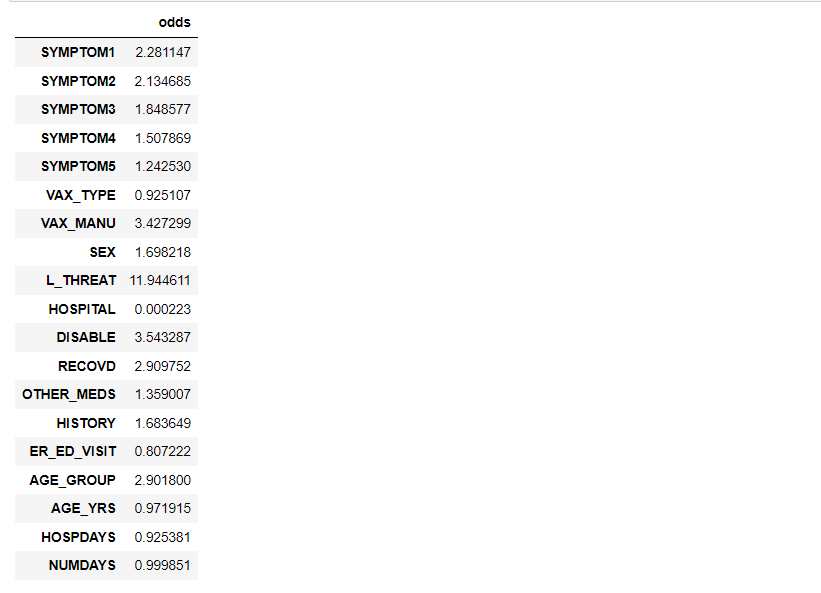 odds
SYMPTOM1 2.281147
SYMPTOM2 2.134685
SYMPTOM3 1.848577
SYMPTOM4 1.507869
SYMPTOM5 1.242530
VAX_TYPE 0.925107
VAX_MANU 3.427299
SEX 1.698218
L_THREAT 11.944611
HOSPITAL 0.000223
DISABLE 3.543287
RECOVD 2.909752
OTHER_MEDS 1.359007
HISTORY 1.683649
ER_ED_VISIT 0.807222
AGE_GROUP 2.901800
AGE_YRS 0.971915
HOSPDAYS 0.925381
NUMDAYS 0.999851